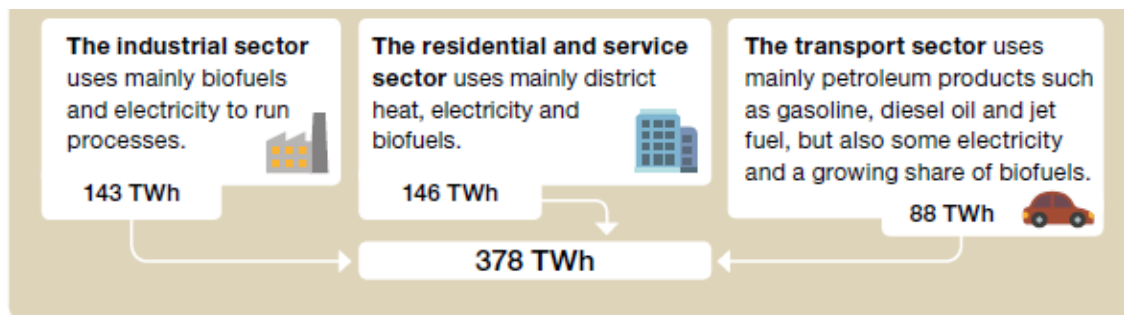 The industrial sector
uses mainly biofuels
and electricity to run
processes.
143 TWh
The residential and service
sector uses mainly district
heat, electricity and
biofuels.
146 TWh
The transport sector uses
mainly petroleum products such
as gasoline, diesel oil and jet
fuel, but also some electricity
and a growing share of biofuels.
88 TWh
378 TWh